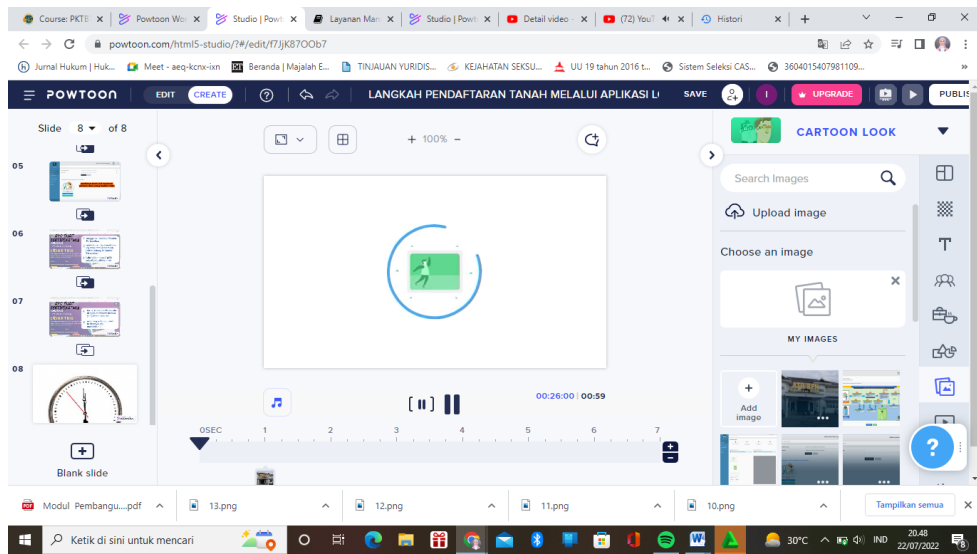 Course: PKTB
Powtoon Wor
Studio | Powt
Layanan Man
Studio | Powt
Detail video -
(72) YouT
Histori
powtoon.com/html5-studio/?#/edit/f7JjK87OOb7
Jurnal Hukum | Huk...
Meet - aeq-kcnx-ixn
Beranda | Majalah E...
TINJAUAN YURIDIS...
KEJAHATAN SEKSU...
UU 19 tahun 2016 t...
Sistem Seleksi CAS...
3604015407981109...
POWTOON
EDIT
CREATE
LANGKAH PENDAFTARAN TANAH MELALUI APLIKASI L
SAVE
I
UPGRADE
PUBLIS
Slide 8 of 8
+ 100% −
CARTOON LOOK
Search Images
Upload image
Choose an image
MY IMAGES
Add
image
05
06
07
08
00:26:00 | 00:59
0SEC 1 2 3 4 5 6 7
Blank slide
?
Modul Pembangu....pdf
13.png
12.png
11.png
10.png
Tampilkan semua
Ketik di sini untuk mencari
30°C
IND
20.48
22/07/2022